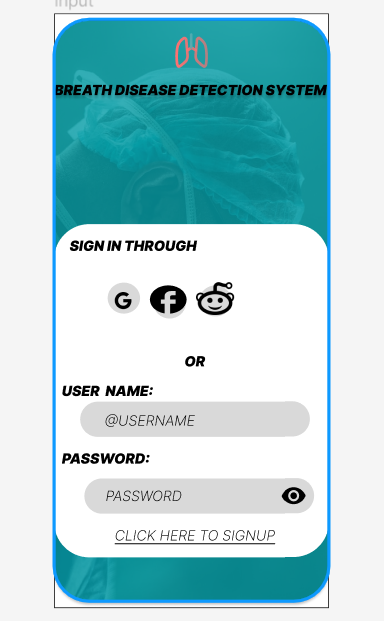 Input
BREATH DISEASE DETECTION SYSTEM
SIGN IN THROUGH
G f
OR
USER NAME:
@USERNAME
PASSWORD:
PASSWORD
CLICK HERE TO SIGNUP